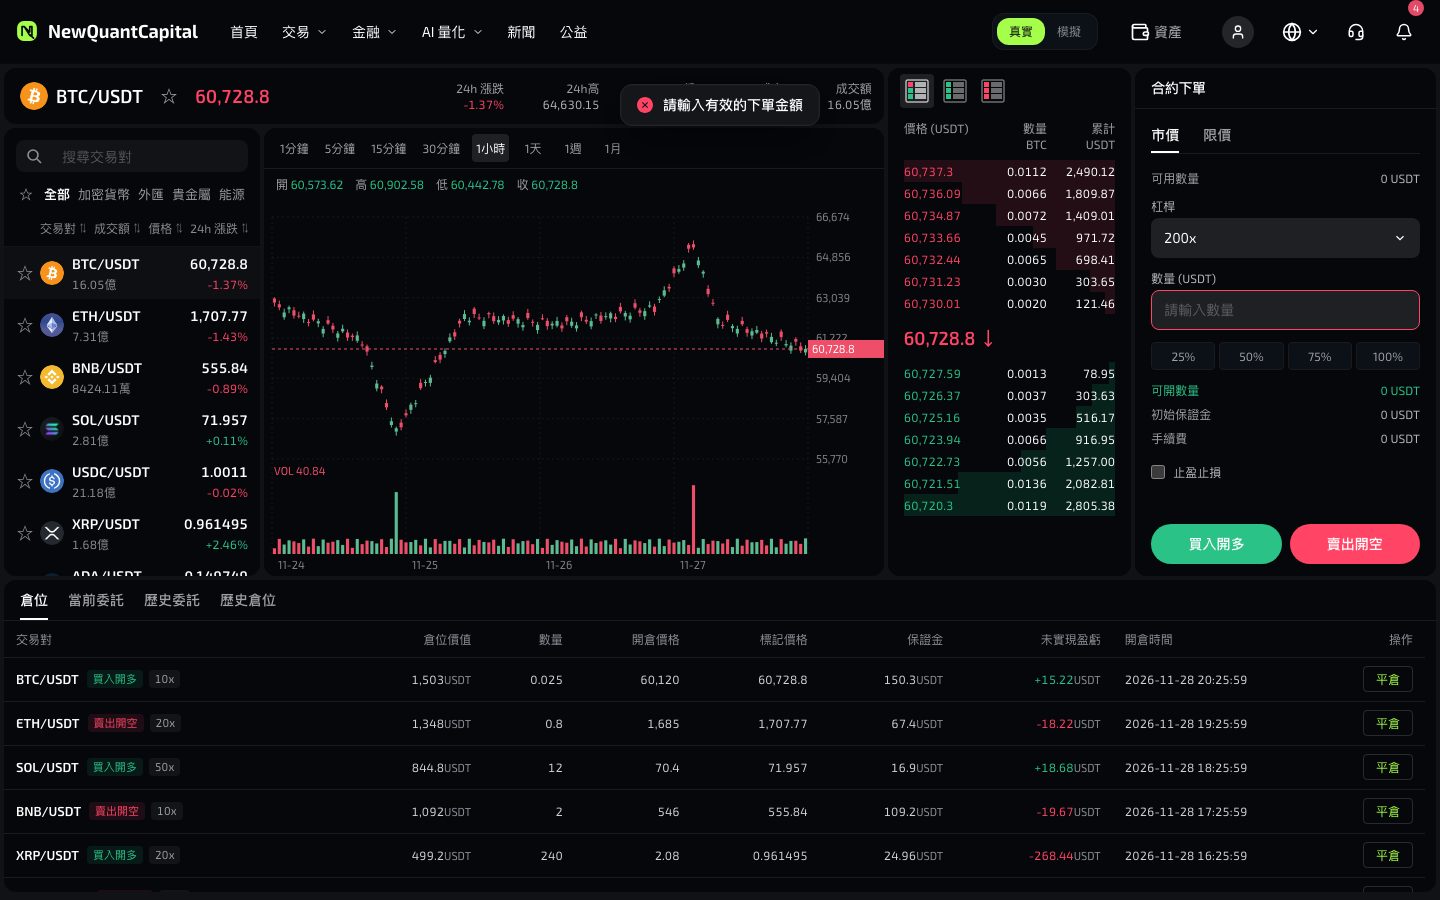 NewQuantCapital 首頁 交易 金融 AI 量化 新聞 公益 真實 模擬 資產 4
BTC/USDT 60,728.8
24h 漲跌 24h高 成交額
-1.37% 64,630.15 16.05億
請輸入有效的下單金額
搜尋交易對
全部 加密貨幣 外匯 貴金屬 能源
交易對 成交額 價格 24h 漲跌
BTC/USDT 60,728.8
16.05億 -1.37%
ETH/USDT 1,707.77
7.31億 -1.43%
BNB/USDT 555.84
8424.11萬 -0.89%
SOL/USDT 71.957
2.81億 +0.11%
USDC/USDT 1.0011
21.18億 -0.02%
XRP/USDT 0.961495
1.68億 +2.46%
ADA/USDT 0.149749
1分鐘 5分鐘 15分鐘 30分鐘 1小時 1天 1週 1月
開 60,573.62 高 60,902.58 低 60,442.78 收 60,728.8
66,674
64,856
63,039
61,222
60,728.8
59,404
57,587
55,770
VOL 40.84
11-24 11-25 11-26 11-27
價格 (USDT) 數量 累計
BTC USDT
60,737.3 0.0112 2,490.12
60,736.09 0.0066 1,809.87
60,734.87 0.0072 1,409.01
60,733.66 0.0045 971.72
60,732.44 0.0065 698.41
60,731.23 0.0030 303.65
60,730.01 0.0020 121.46
60,728.8 ↓
60,727.59 0.0013 78.95
60,726.37 0.0037 303.63
60,725.16 0.0035 516.17
60,723.94 0.0066 916.95
60,722.73 0.0056 1,257.00
60,721.51 0.0136 2,082.81
60,720.3 0.0119 2,805.38
合約下單
市價 限價
可用數量 0 USDT
杠桿
200x
數量 (USDT)
請輸入數量
25% 50% 75% 100%
可開數量 0 USDT
初始保證金 0 USDT
手續費 0 USDT
止盈止損
買入開多 賣出開空
倉位 當前委託 歷史委託 歷史倉位
交易對 倉位價值 數量 開倉價格 標記價格 保證金 未實現盈虧 開倉時間 操作
BTC/USDT 買入開多 10x 1,503USDT 0.025 60,120 60,728.8 150.3USDT +15.22USDT 2026-11-28 20:25:59 平倉
ETH/USDT 賣出開空 20x 1,348USDT 0.8 1,685 1,707.77 67.4USDT -18.22USDT 2026-11-28 19:25:59 平倉
SOL/USDT 買入開多 50x 844.8USDT 12 70.4 71.957 16.9USDT +18.68USDT 2026-11-28 18:25:59 平倉
BNB/USDT 賣出開空 10x 1,092USDT 2 546 555.84 109.2USDT -19.67USDT 2026-11-28 17:25:59 平倉
XRP/USDT 買入開多 20x 499.2USDT 240 2.08 0.961495 24.96USDT -268.44USDT 2026-11-28 16:25:59 平倉